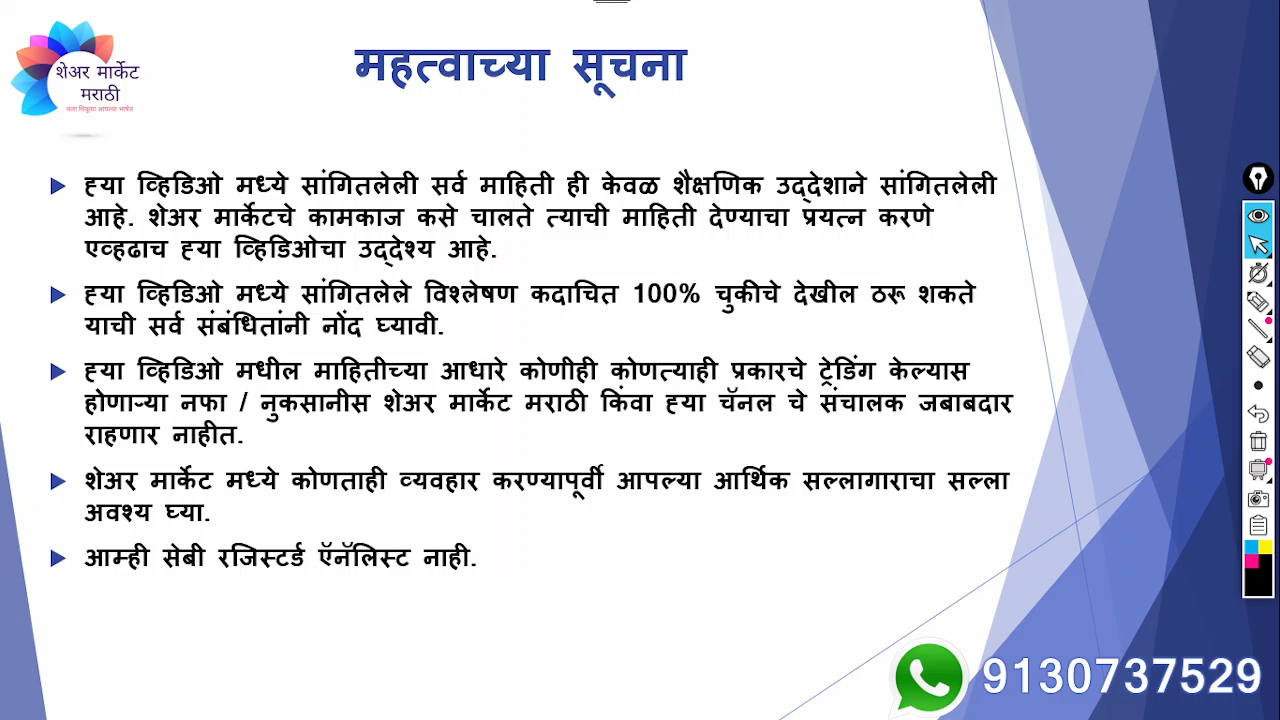 महत्वाच्या सूचना
शेअर मार्केट
मराठी
चला शिकूया आपल्या भाषेत
ह्या व्हिडिओ मध्ये सांगितलेली सर्व माहिती ही केवळ शैक्षणिक उद्देशाने सांगितलेली
आहे. शेअर मार्केटचे कामकाज कसे चालते त्याची माहिती देण्याचा प्रयत्न करणे
एव्हढाच ह्या व्हिडिओचा उद्देश्य आहे.
ह्या व्हिडिओ मध्ये सांगितलेले विश्लेषण कदाचित 100% चुकीचे देखील ठरू शकते
याची सर्व संबंधितांनी नोंद घ्यावी.
ह्या व्हिडिओ मधील माहितीच्या आधारे कोणीही कोणत्याही प्रकारचे ट्रेडिंग केल्यास
होणाऱ्या नफा / नुकसानीस शेअर मार्केट मराठी किंवा ह्या चॅनल चे संचालक जबाबदार
राहणार नाहीत.
शेअर मार्केट मध्ये कोणताही व्यवहार करण्यापूर्वी आपल्या आर्थिक सल्लागाराचा सल्ला
अवश्य घ्या.
आम्ही सेबी रजिस्टर्ड ऍनॅलिस्ट नाही.
9130737529